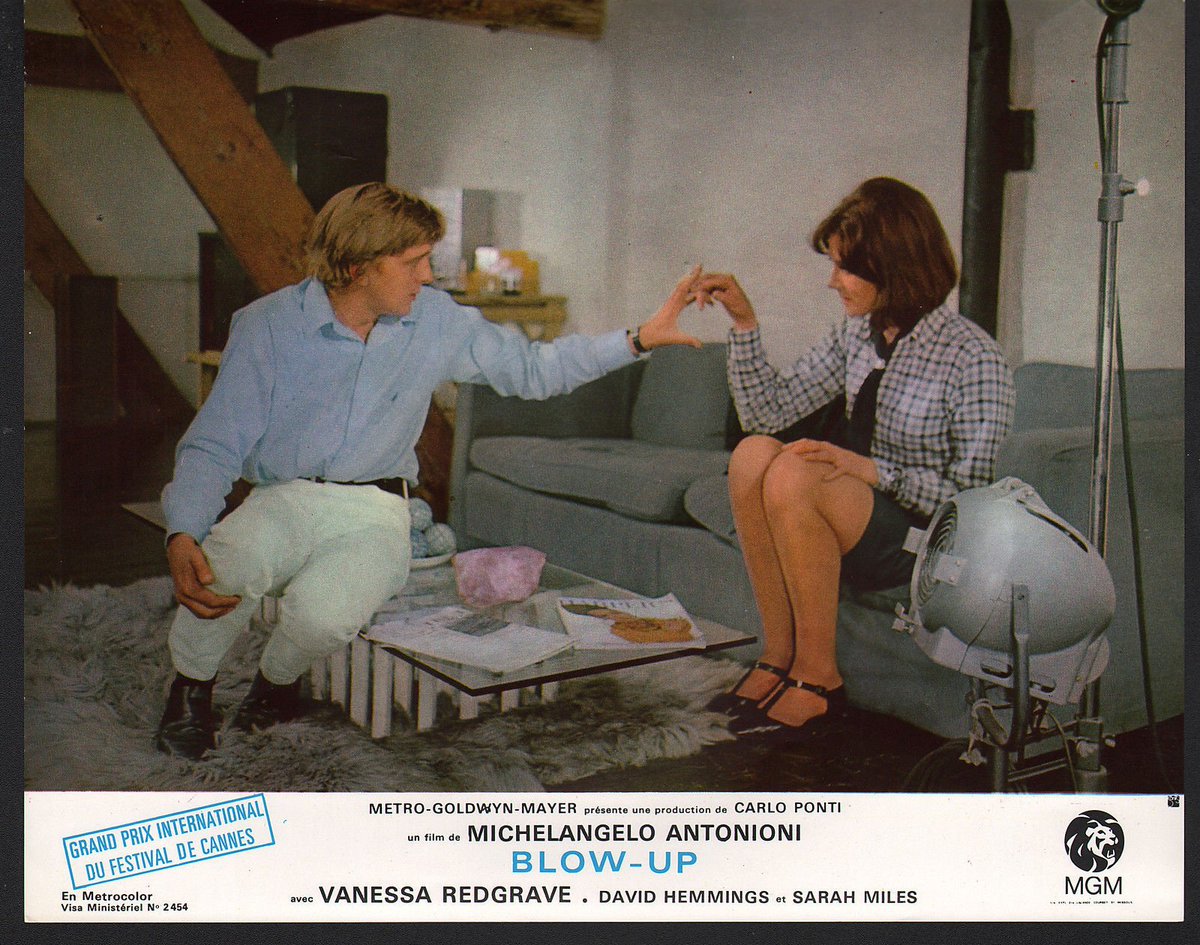 METRO-GOLDWYN-MAYER présente une production de CARLO PONTI
un film de MICHELANGELO ANTONIONI
BLOW-UP
avec VANESSA REDGRAVE . DAVID HEMMINGS et SARAH MILES
GRAND PRIX INTERNATIONAL
DU FESTIVAL DE CANNES
En Metrocolor
Visa Ministériel Nº 2454
MGM